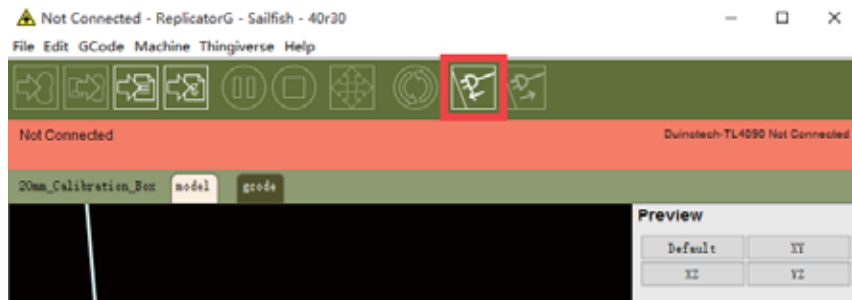 Not Connected - ReplicatorG - Sailfish - 40r30
File Edit GCode Machine Thingiverse Help
Not Connected Duinotech-TL4090 Not Connected
20mm_Calibration_Box model gcode
Preview
Default XY
XZ YZ